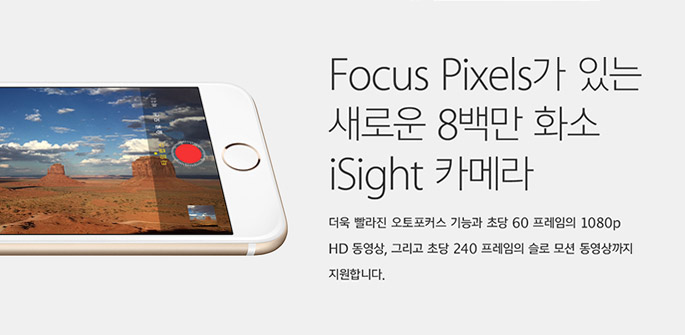 Focus Pixels가 있는
새로운 8백만 화소
iSight 카메라
더욱 빨라진 오토포커스 기능과 초당 60 프레임의 1080p
HD 동영상, 그리고 초당 240 프레임의 슬로 모션 동영상까지
지원합니다.